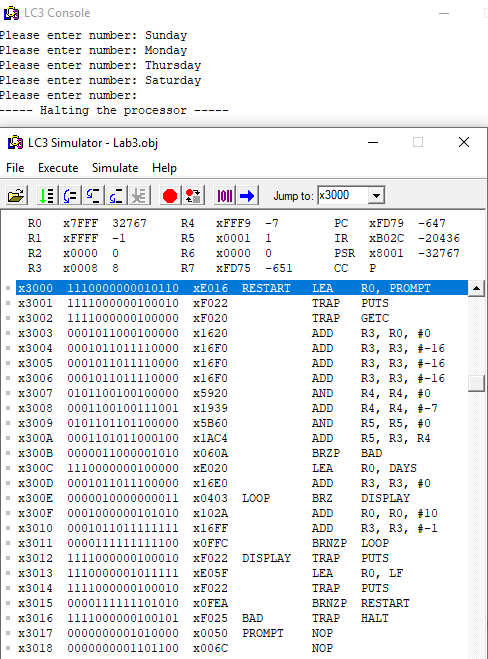 LC3 Console
Please enter number: Sunday
Please enter number: Monday
Please enter number: Thursday
Please enter number: Saturday
Please enter number:
----- Halting the processor -----
LC3 Simulator - Lab3.obj
File Execute Simulate Help
Jump to: x3000
R0 x7FFF 32767 R4 xFFF9 -7 PC xFD79 -647
R1 xFFFF -1 R5 x0001 1 IR xB02C -20436
R2 x0000 0 R6 x0000 0 PSR x8001 -32767
R3 x0008 8 R7 xFD75 -651 CC P
x3000 1110000000010110 xE016 RESTART LEA R0, PROMPT
x3001 1111000000100010 xF022 TRAP PUTS
x3002 1111000000100000 xF020 TRAP GETC
x3003 0001011000100000 x1620 ADD R3, R0, #0
x3004 0001011011110000 x16F0 ADD R3, R3, #-16
x3005 0001011011110000 x16F0 ADD R3, R3, #-16
x3006 0001011011110000 x16F0 ADD R3, R3, #-16
x3007 0101100100100000 x5920 AND R4, R4, #0
x3008 0001100100111001 x1939 ADD R4, R4, #-7
x3009 0101101101100000 x5B60 AND R5, R5, #0
x300A 0001101011000100 x1AC4 ADD R5, R3, R4
x300B 0000011000001010 x060A BRZP BAD
x300C 1110000000100000 xE020 LEA R0, DAYS
x300D 0001011011100000 x16E0 ADD R3, R3, #0
x300E 0000010000000011 x0403 LOOP BRZ DISPLAY
x300F 0001000000101010 x102A ADD R0, R0, #10
x3010 0001011011111111 x16FF ADD R3, R3, #-1
x3011 0000111111111100 x0FFC BRNZP LOOP
x3012 1111000000100010 xF022 DISPLAY TRAP PUTS
x3013 1110000001011111 xE05F LEA R0, LF
x3014 1111000000100010 xF022 TRAP PUTS
x3015 0000111111101010 x0FEA BRNZP RESTART
x3016 1111000000100101 xF025 BAD TRAP HALT
x3017 0000000001010000 x0050 PROMPT NOP
x3018 0000000001101100 x006C NOP